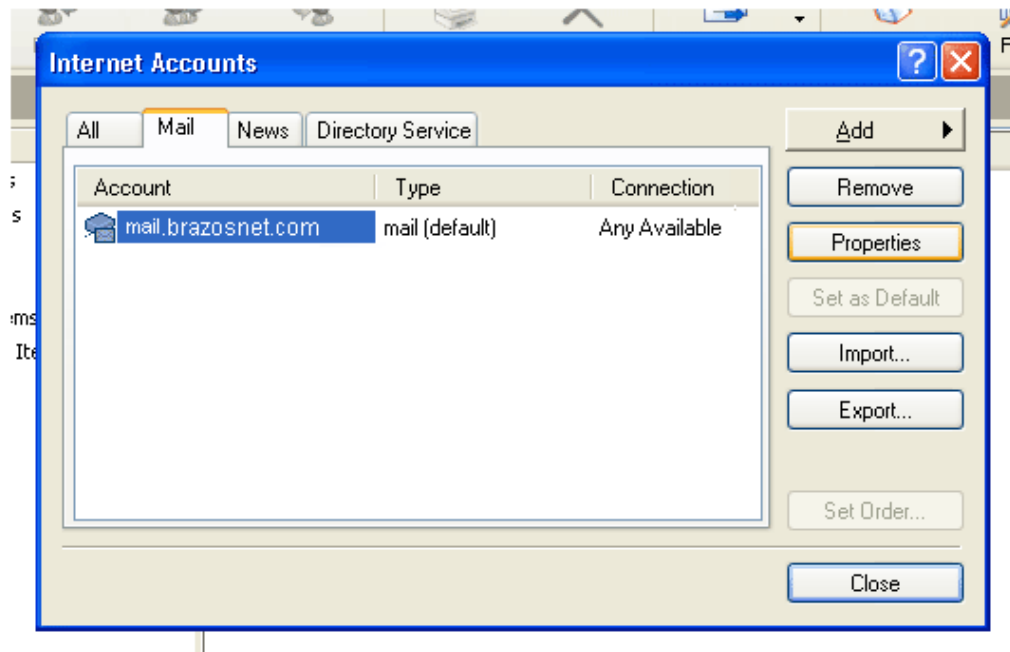 Internet Accounts
All Mail News Directory Service
Add
Account Type Connection
Remove
mail.brazosnet.com mail (default) Any Available
Properties
Set as Default
Import...
Export...
Set Order...
Close